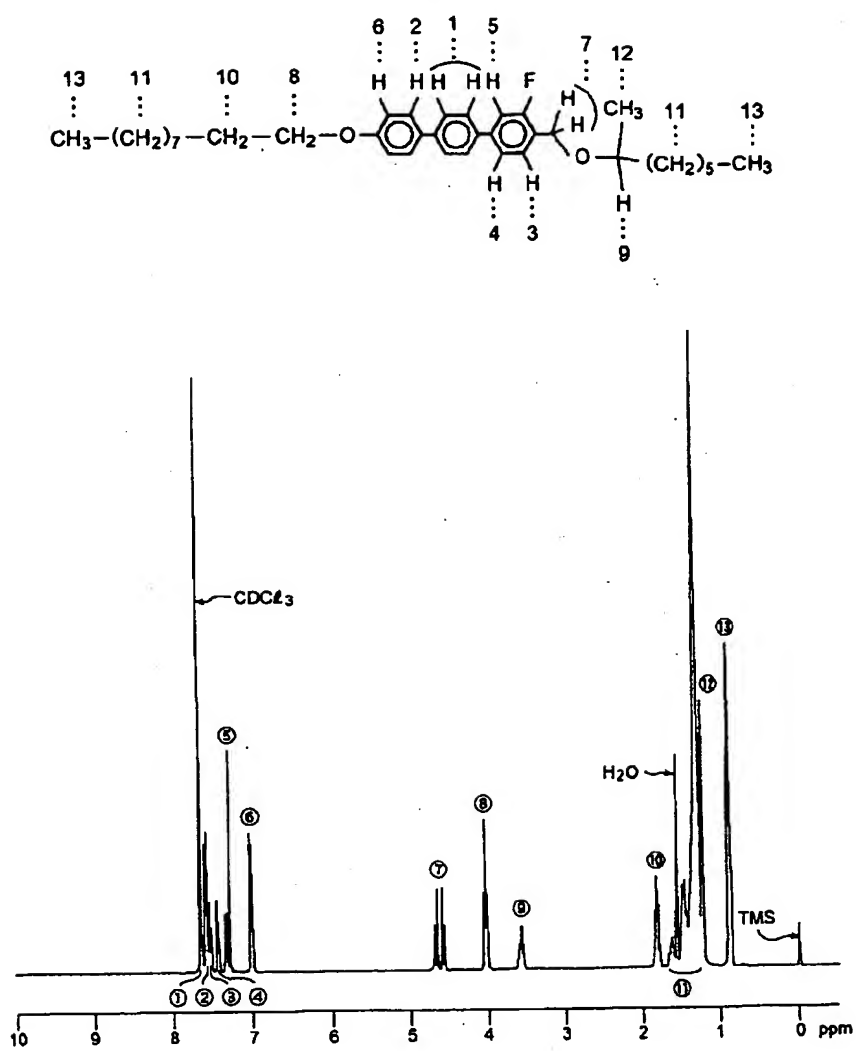 6 2 1 5 7 12
13 11 10 8 11 13
H H H H H F H CH₃
H
CH₃–(CH₂)₇–CH₂–CH₂–O O (CH₂)₅–CH₃
H H H
4 3 9
CDCℓ₃
⑬
⑫
⑤
H₂O
⑥ ⑧
⑦ ⑩
⑨
TMS
① ② ③ ④ ⑪
10 9 8 7 6 5 4 3 2 1 0 ppm